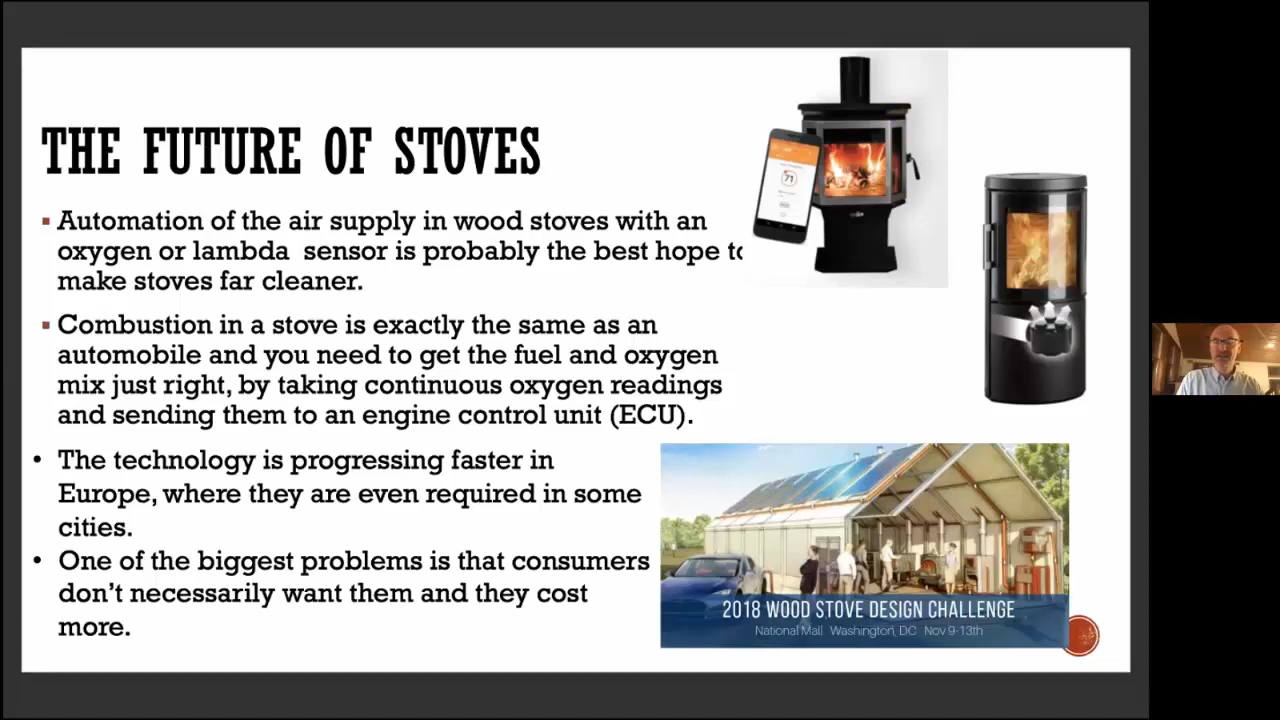 THE FUTURE OF STOVES
Automation of the air supply in wood stoves with an
oxygen or lambda sensor is probably the best hope to
make stoves far cleaner.
Combustion in a stove is exactly the same as an
automobile and you need to get the fuel and oxygen
mix just right, by taking continuous oxygen readings
and sending them to an engine control unit (ECU).
• The technology is progressing faster in
Europe, where they are even required in some
cities.
• One of the biggest problems is that consumers
don't necessarily want them and they cost
more.
71
2018 WOOD STOVE DESIGN CHALLENGE
National Mall Washington, DC Nov 9-13th